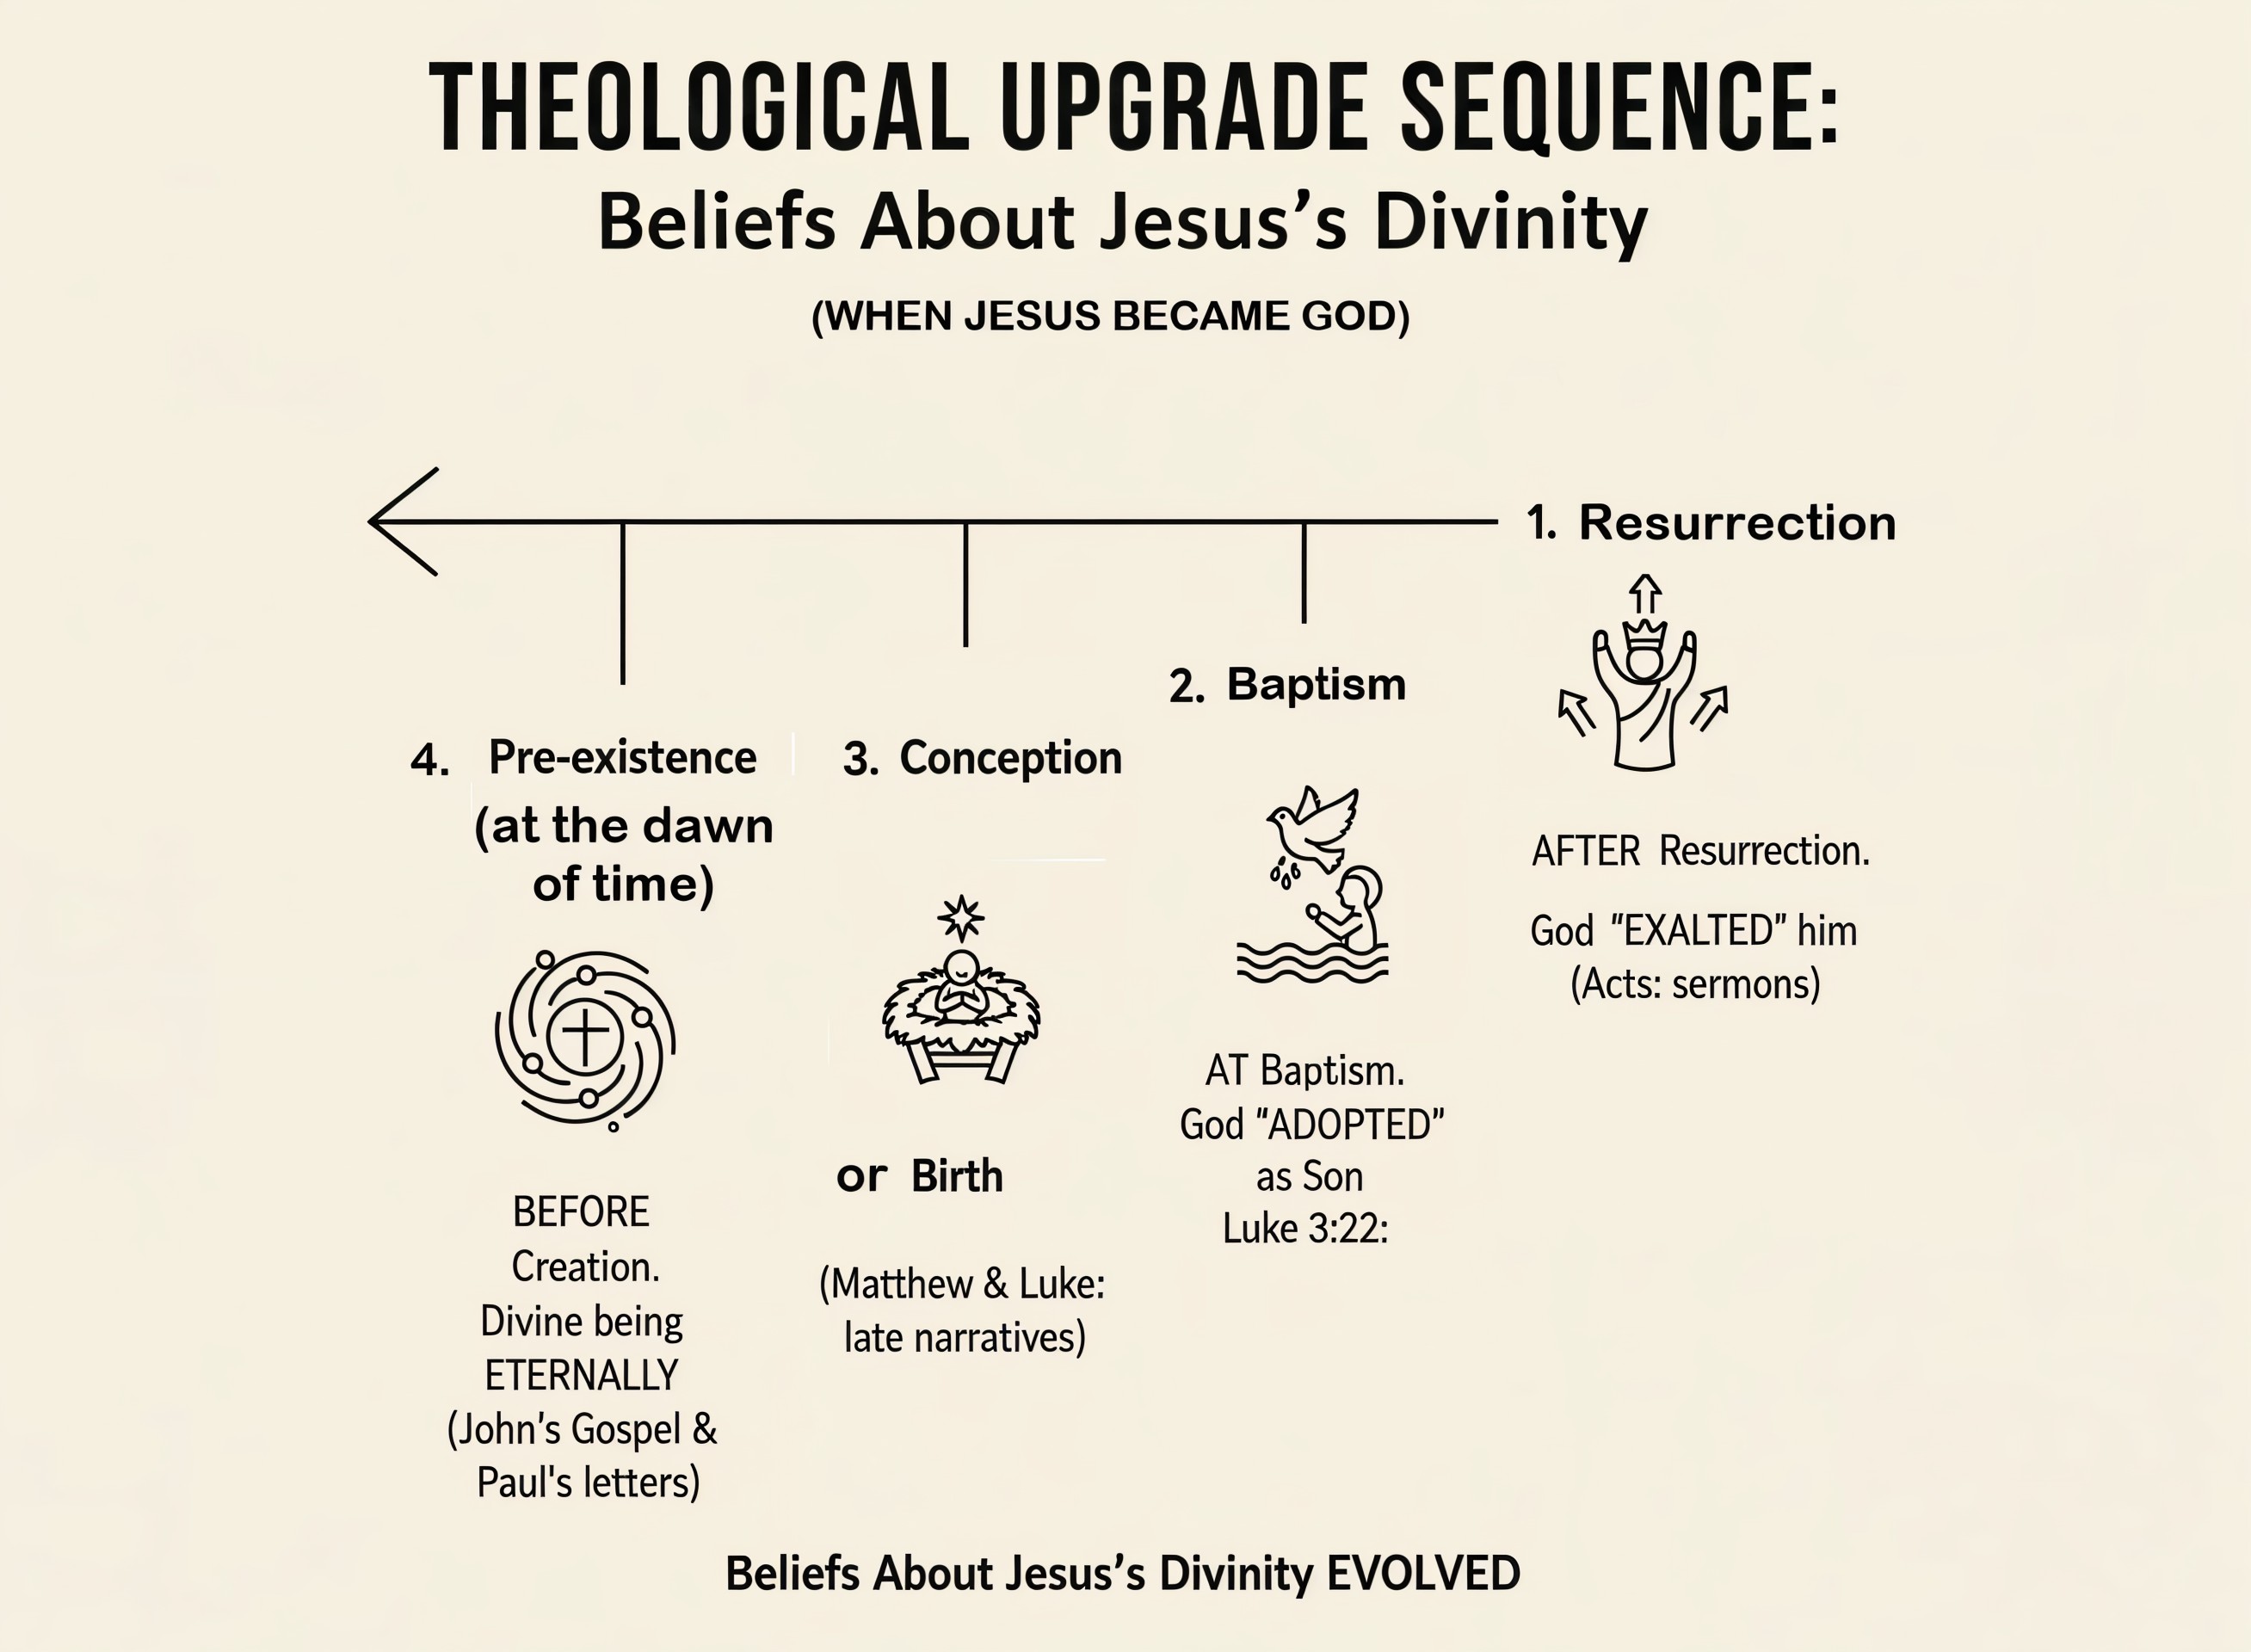 THEOLOGICAL UPGRADE SEQUENCE:
Beliefs About Jesus’s Divinity
(WHEN JESUS BECAME GOD)
1. Resurrection
AFTER Resurrection.
God "EXALTED" him
(Acts: sermons)
2. Baptism
AT Baptism.
God "ADOPTED"
as Son
Luke 3:22:
3. Conception
or Birth
(Matthew & Luke:
late narratives)
4. Pre-existence
(at the dawn
of time)
BEFORE
Creation.
Divine being
ETERNALLY
(John’s Gospel &
Paul's letters)
Beliefs About Jesus’s Divinity EVOLVED